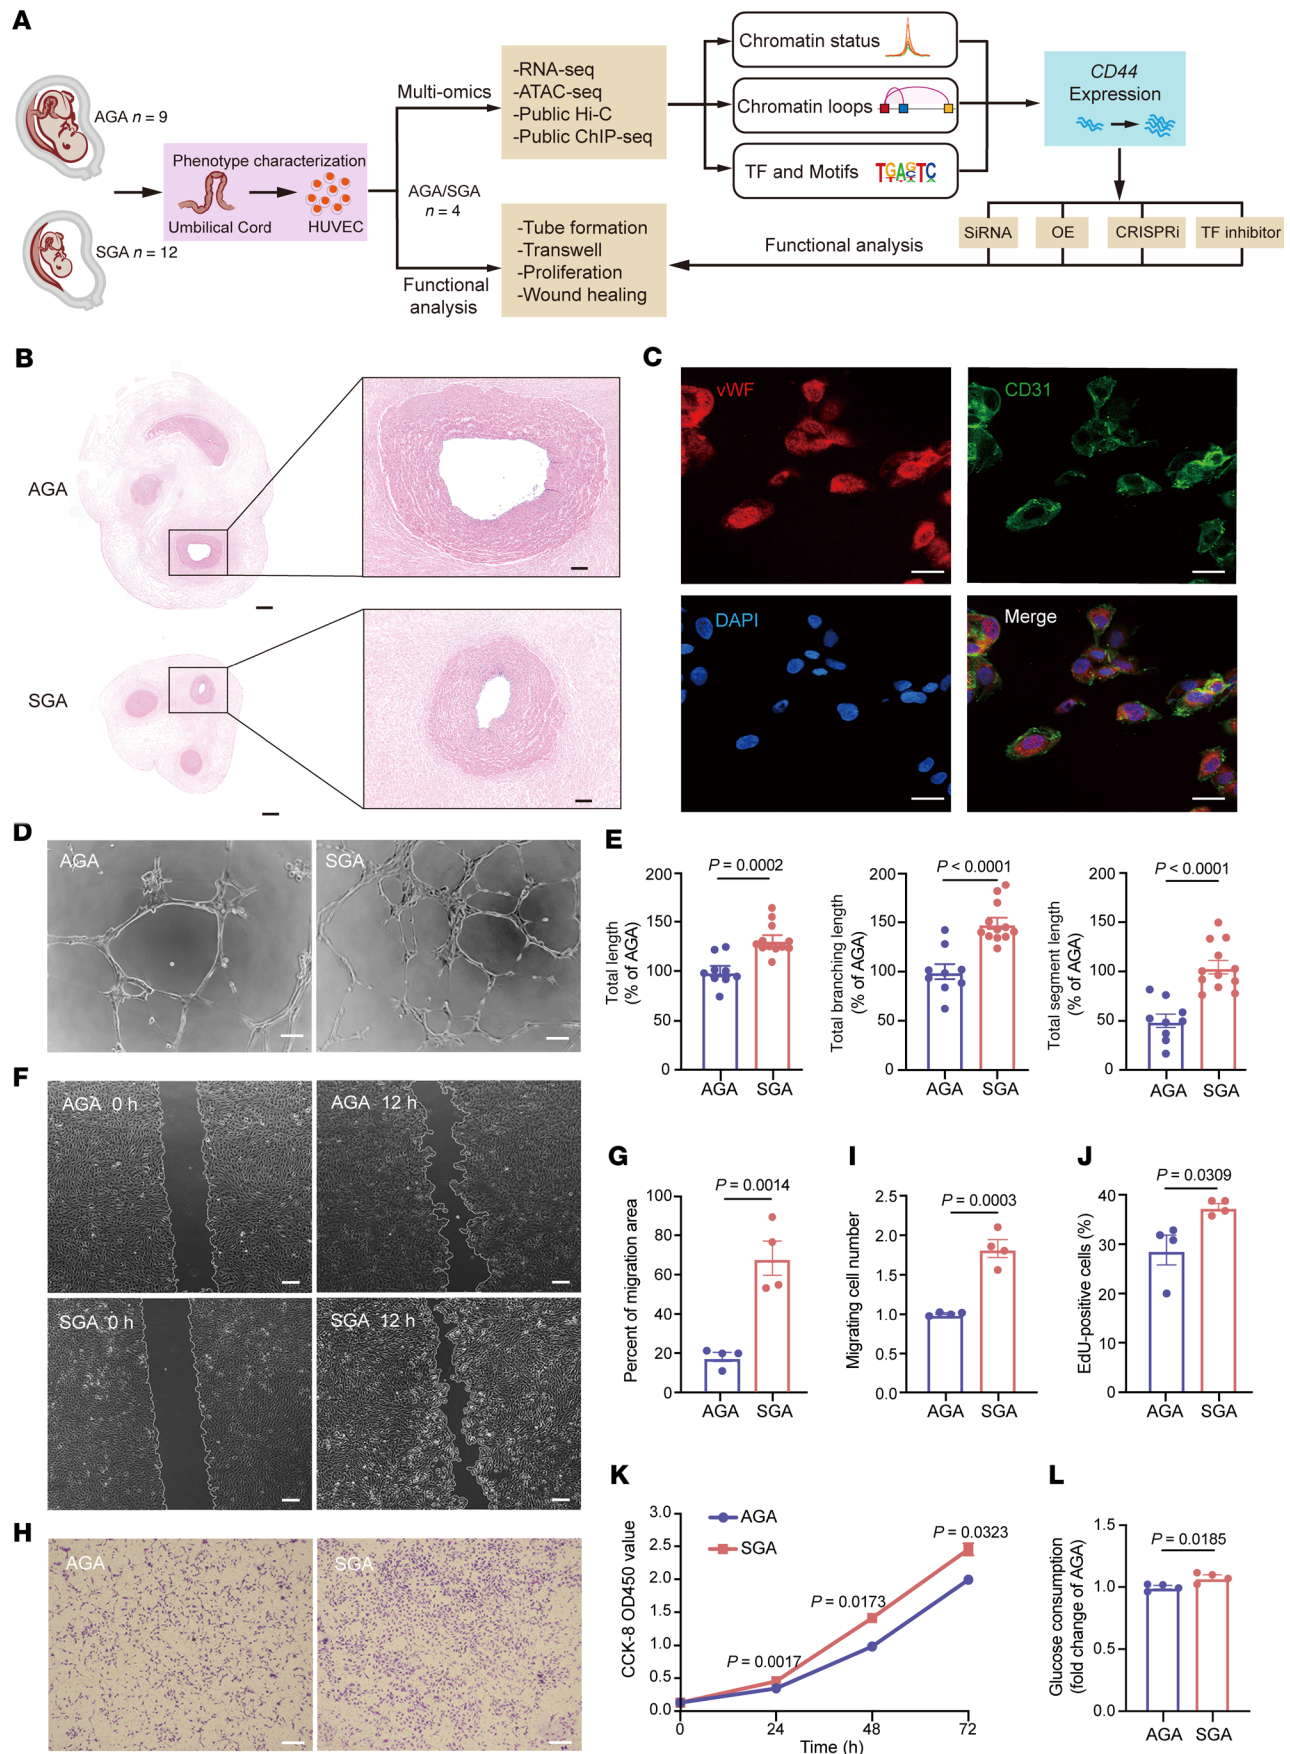 A
AGA n = 9
SGA n = 12
Phenotype characterization
Umbilical Cord
HUVEC
Multi-omics
AGA/SGA
n = 4
Functional
analysis
-RNA-seq
-ATAC-seq
-Public Hi-C
-Public ChIP-seq
-Tube formation
-Transwell
-Proliferation
-Wound healing
Chromatin status
Chromatin loops
TF and Motifs
TGAGTC
CD44
Expression
SiRNA
OE
CRISPRi
TF inhibitor
Functional analysis
B
AGA
SGA
C
vWF
CD31
DAPI
Merge
D
AGA
SGA
E
P = 0.0002
Total length
(% of AGA)
200
150
100
50
0
AGA
SGA
P < 0.0001
Total branching length
(% of AGA)
200
150
100
50
0
AGA
SGA
P < 0.0001
Total segment length
(% of AGA)
200
150
100
50
0
AGA
SGA
F
AGA 0 h
AGA 12 h
SGA 0 h
SGA 12 h
G
P = 0.0014
Percent of migration area
100
80
60
40
20
0
AGA
SGA
I
P = 0.0003
Migrating cell number
2.5
2.0
1.5
1.0
0.5
0.0
AGA
SGA
J
P = 0.0309
EdU-positive cells (%)
40
30
20
10
0
AGA
SGA
H
AGA
SGA
K
CCK-8 OD450 value
3.0
2.5
2.0
1.5
1.0
0.5
0.0
AGA
SGA
P = 0.0017
P = 0.0173
P = 0.0323
0
24
48
72
Time (h)
L
P = 0.0185
Glucose consumption
(fold change of AGA)
1.5
1.0
0.5
0.0
AGA
SGA